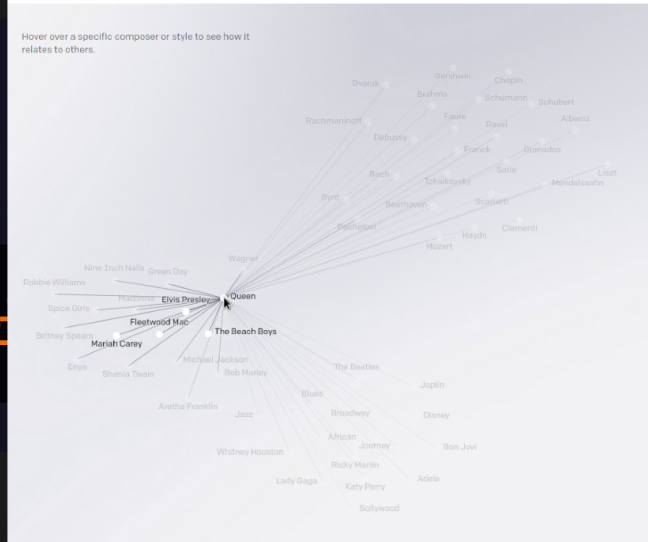 Hover over a specific composer or style to see how it
relates to others.
Gershwin
Chopin
Dvorak
Brahms
Schumann
Schubert
Rachmeninoff
Faure
Ravel
Albeniz
Debussy
Franck
Granados
Bach
Satie
Liszt
Tchaikovsky
Mendelssohn
Byrd
Beethoven
Scarlatti
Pachelbel
Clementi
Haydn
Mozart
Wagner
Nine Inch Nails
Green Day
Robbie Williams
Madonna
Elvis Presley
Queen
Spice Girls
Fleetwood Mac
Britney Spears
The Beach Boys
Mariah Carey
Enya
Michael Jackson
The Beatles
Shania Twain
Bob Marley
Joplin
Blues
Aretha Franklin
Jazz
Broadway
Disney
African
Journey
Bon Jovi
Whitney Houston
Ricky Martin
Lady Gaga
Katy Perry
Adele
Bollywood